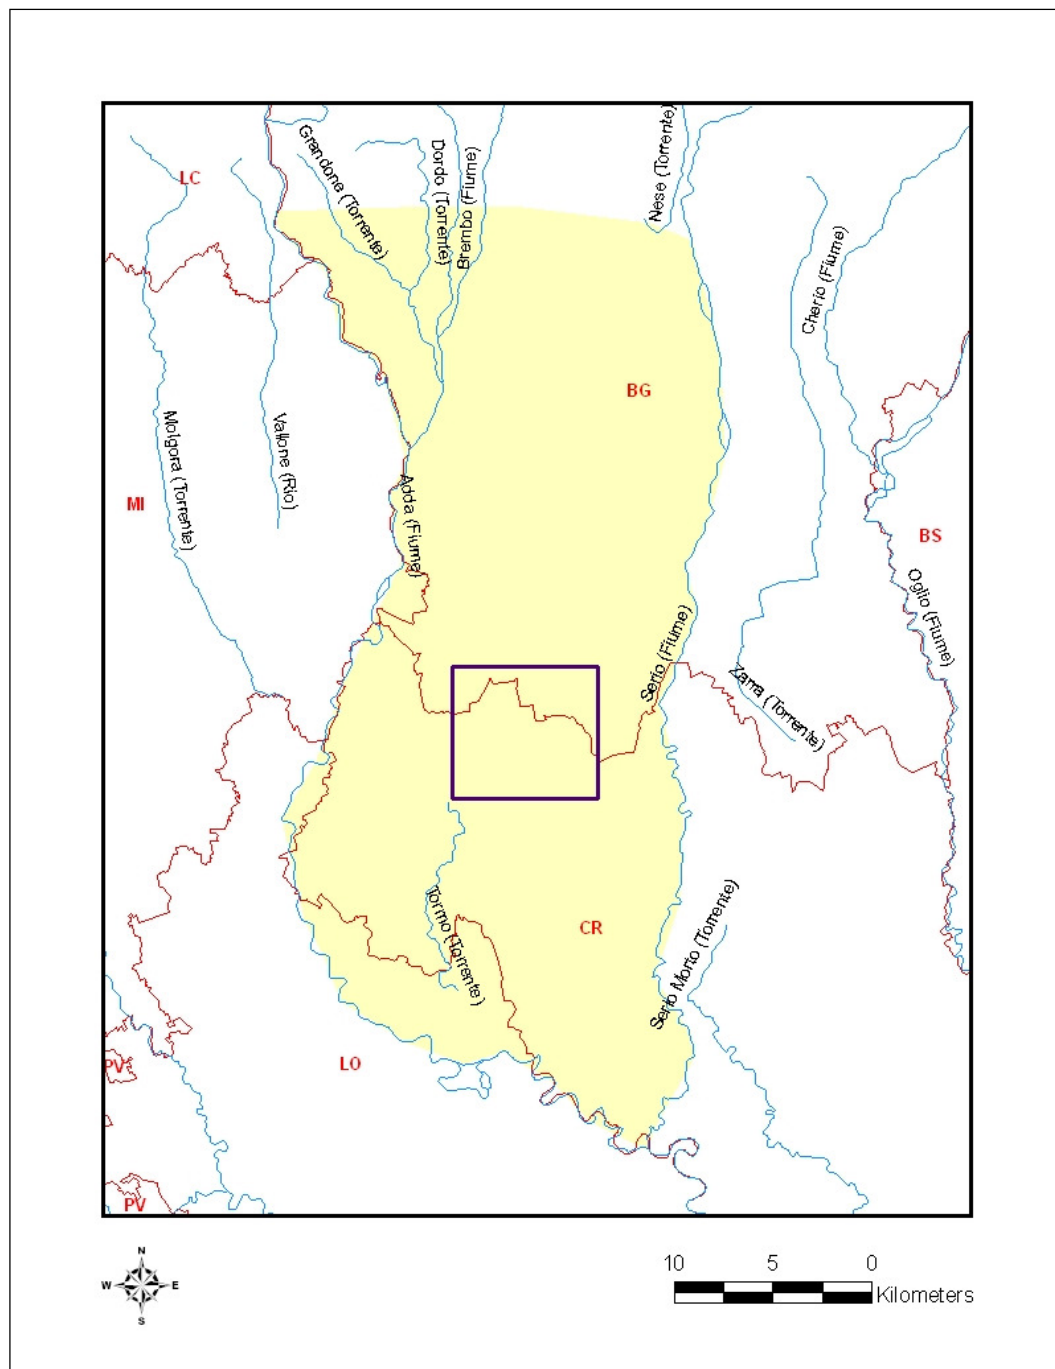 LC
Grandone (Torrente)
Dordo (Torrente)
Brembo (Fiume)
Nese (Torrente)
Cherio (Fiume)
BG
Molgora (Torrente)
Vallone (Rio)
MI
Adda (Fiume)
BS
Oglio (Fiume)
Serio (Fiume)
Zarra (Torrente)
Tormo (Torrente)
CR
Serio Morto (Torrente)
LO
PV
PV
N
W E
S
10 5 0
Kilometers